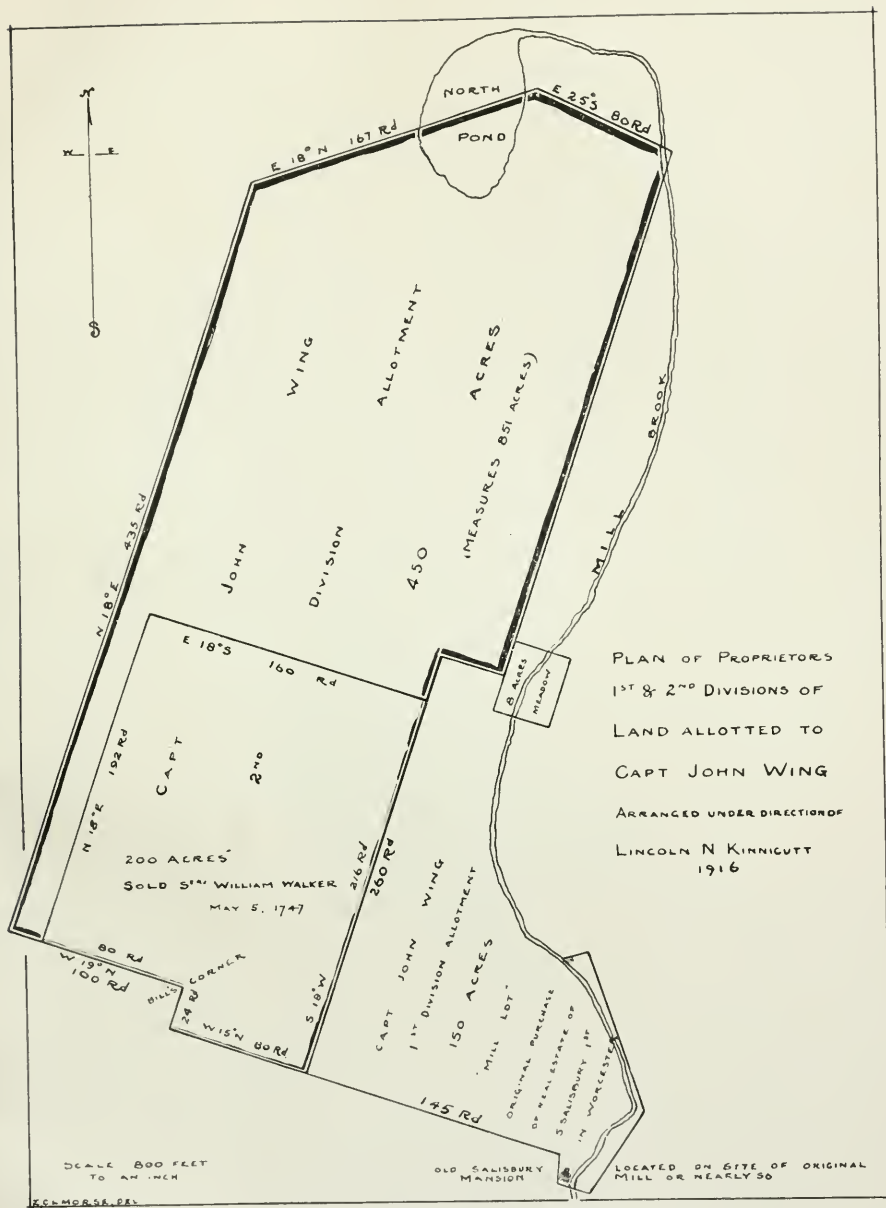 N
W E
S
NORTH
POND
E 18° N 167 Rd
E 25° S 80 Rd
N 18° E 435 Rd
JOHN WING
DIVISION ALLOTMENT
450 ACRES
(MEASURES 851 ACRES)
MILL BROOK
8 ACRES
MEADOW
E 18° S 160 Rd
N 18° E 192 Rd
CAP'T
2ND
200 ACRES
SOLD WILLIAM WALKER
MAY 5, 1747
216 Rd
260 Rd
S 18° W
80 Rd
W 19° N
100 Rd
BILL'S CORNER
24 Rd
W 15° N 80 Rd
145 Rd
CAPT JOHN WING
1ST DIVISION ALLOTMENT
150 ACRES
"MILL LOT"
ORIGINAL PURCHASE
OF REAL ESTATE OF
S SALISBURY 1ST
IN WORCESTER
PLAN OF PROPRIETORS
1ST & 2ND DIVISIONS OF
LAND ALLOTTED TO
CAPT JOHN WING
ARRANGED UNDER DIRECTION OF
LINCOLN N KINNICUTT
1916
SCALE 800 FEET
TO AN INCH
OLD SALISBURY
MANSION
LOCATED ON SITE OF ORIGINAL
MILL OR NEARLY SO
MORSE, DEL.